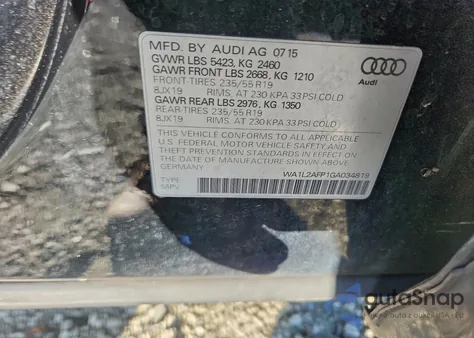 MFD. BY AUDI AG 07 15
GVWR LBS 5423, KG 2460
GAWR FRONT LBS 2668, KG 1210
FRONT-TIRES 235/55 R19
8JX19 RIMS, AT 230 KPA 33 PSI COLD
GAWR REAR LBS 2976, KG 1350
REAR-TIRES 235/55 R19
8JX19 RIMS, AT 230 KPA 33 PSI COLD
Audi
THIS VEHICLE CONFORMS TO ALL APPLICABLE
U.S. FEDERAL MOTOR VEHICLE SAFETY AND
THEFT PREVENTION STANDARDS IN EFFECT ON
THE DATE OF MANUFACTURE SHOWN ABOVE
GERMANY
WA1L2AFP1GA034819
TYPE:
MPV
autoSnap